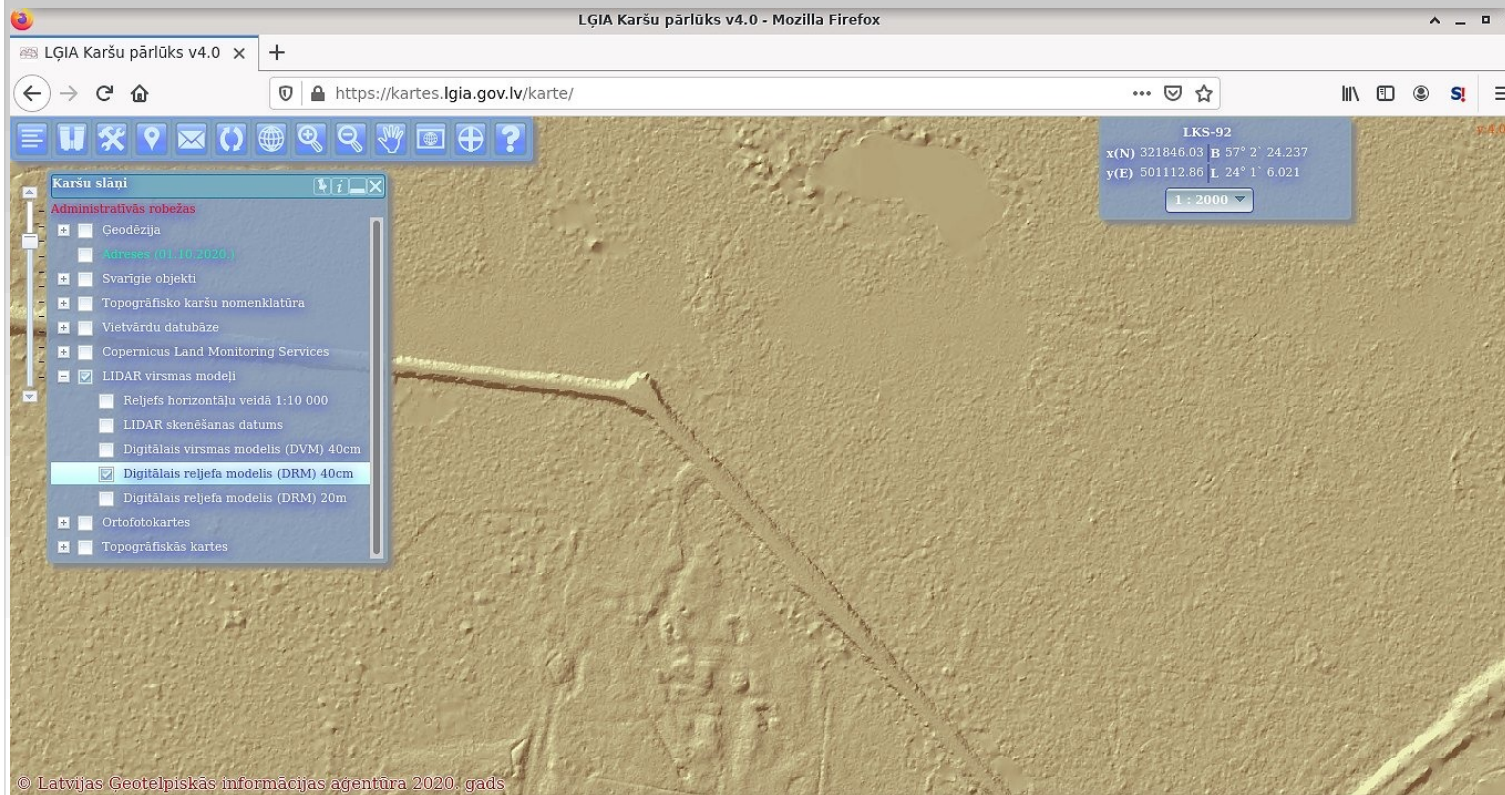 LĢIA Karšu pārlūks v4.0 - Mozilla Firefox
LĢIA Karšu pārlūks v4.0
https://kartes.lgia.gov.lv/karte/
S!
LKS-92
x(N) 321846.03 B 57° 2` 24.237
y(E) 501112.86 L 24° 1` 6.021
1 : 2000
v.4.0
Karšu slāņi
Administratīvās robežas
Ģeodēzija
Adreses (01.10.2020.)
Svarīgie objekti
Topogrāfisko karšu nomenklatūra
Vietvārdu datubāze
Copernicus Land Monitoring Services
LIDAR virsmas modeļi
Reljefs horizontāļu veidā 1:10 000
LIDAR skenēšanas datums
Digitālais virsmas modelis (DVM) 40cm
Digitālais reljefa modelis (DRM) 40cm
Digitālais reljefa modelis (DRM) 20m
Ortofotokartes
Topogrāfiskās kartes
© Latvijas Ģeotelpiskās informācijas aģentūra 2020. gads